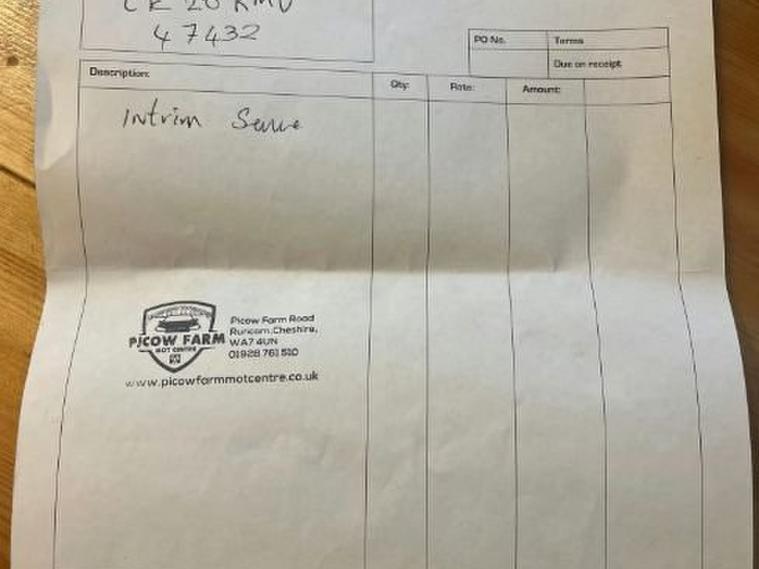 47432
PO No.
Terms
Due on receipt
Description:
Qty:
Rate:
Amount:
Intrim Serve
PICOW FARM
MOT CENTRE
Picow Farm Road
Runcorn, Cheshire,
WA7 4UN
01928 761 510
www.picowfarmmotcentre.co.uk